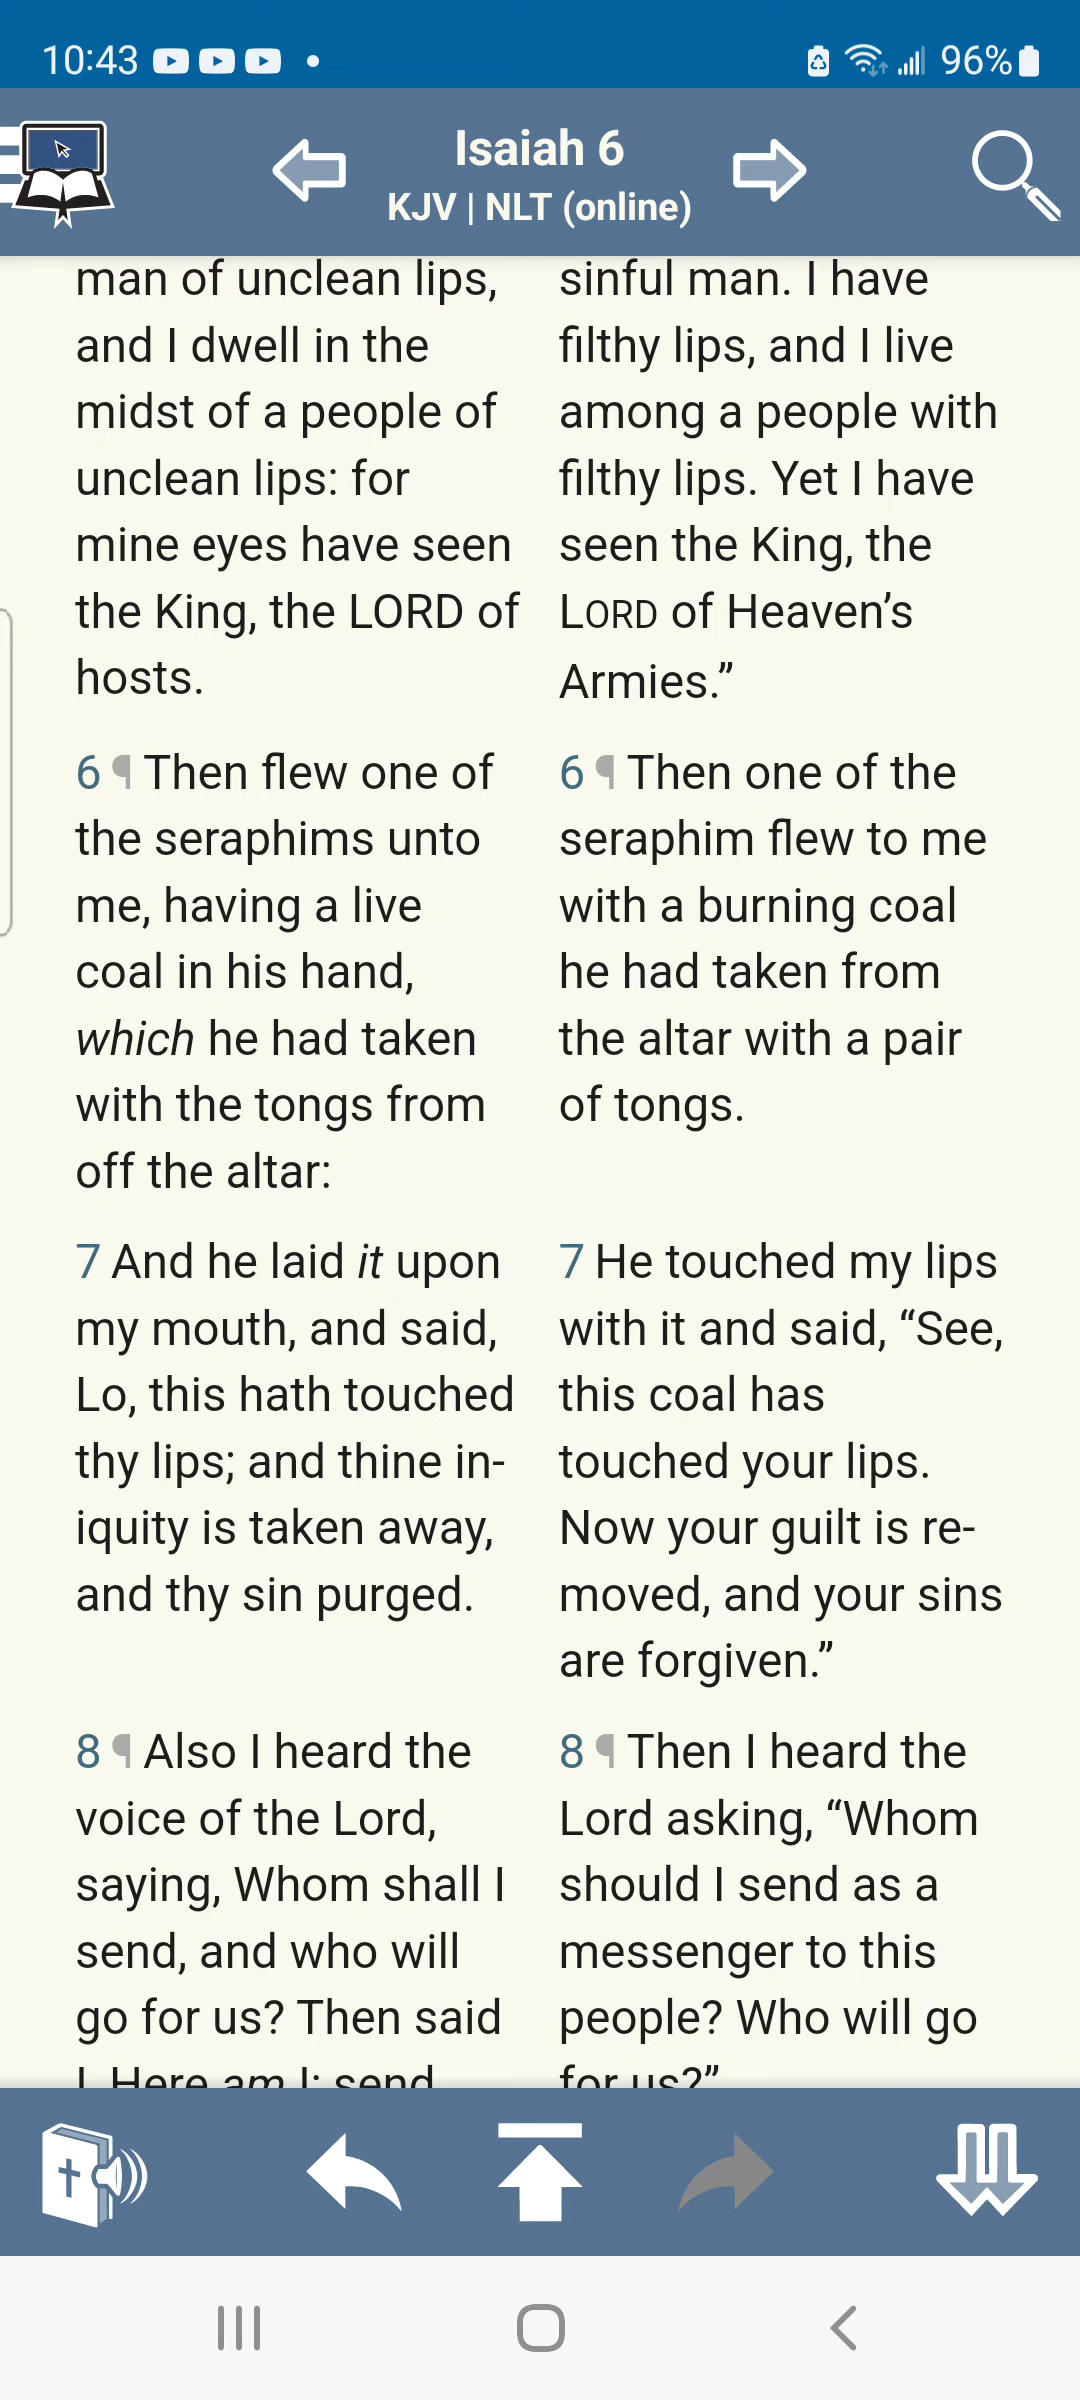 10:43
96%
Isaiah 6
KJV | NLT (online)
man of unclean lips,
and I dwell in the
midst of a people of
unclean lips: for
mine eyes have seen
the King, the LORD of
hosts.
6 ¶ Then flew one of
the seraphims unto
me, having a live
coal in his hand,
which he had taken
with the tongs from
off the altar:
7 And he laid it upon
my mouth, and said,
Lo, this hath touched
thy lips; and thine in-
iquity is taken away,
and thy sin purged.
8 ¶ Also I heard the
voice of the Lord,
saying, Whom shall I
send, and who will
go for us? Then said
I, Here am I; send
sinful man. I have
filthy lips, and I live
among a people with
filthy lips. Yet I have
seen the King, the
LORD of Heaven’s
Armies.”
6 ¶ Then one of the
seraphim flew to me
with a burning coal
he had taken from
the altar with a pair
of tongs.
7 He touched my lips
with it and said, “See,
this coal has
touched your lips.
Now your guilt is re-
moved, and your sins
are forgiven.”
8 ¶ Then I heard the
Lord asking, “Whom
should I send as a
messenger to this
people? Who will go
for us?”